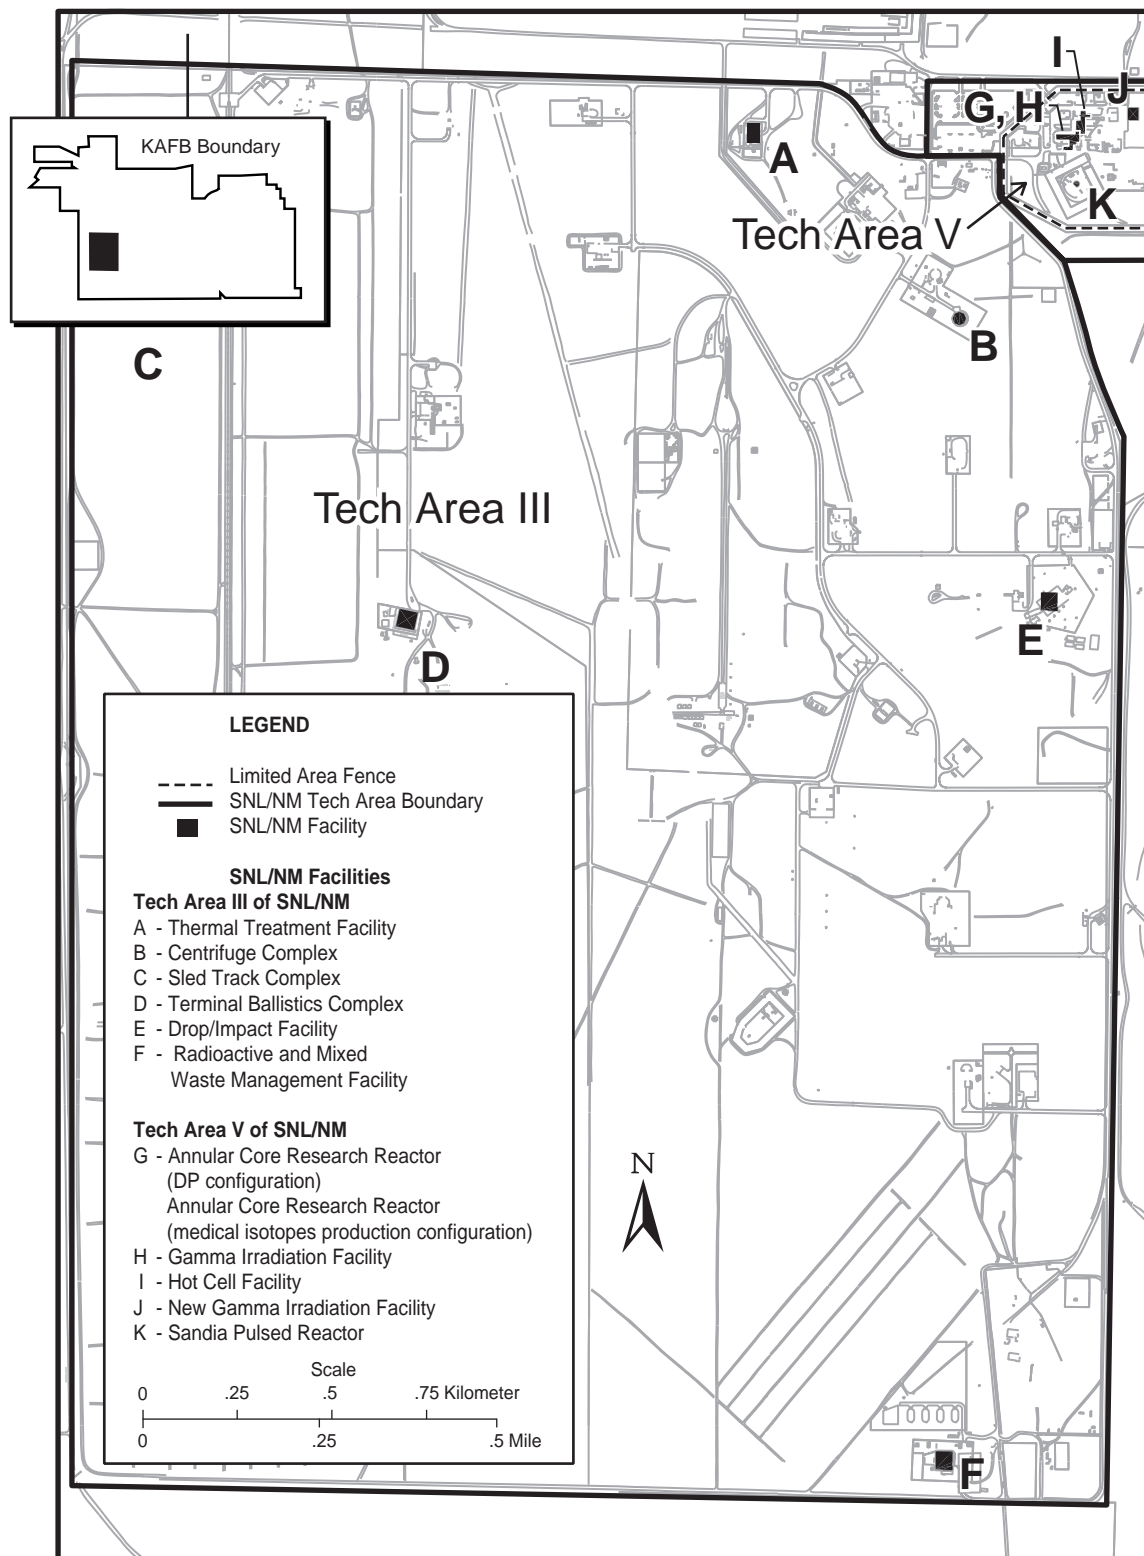 I
J
G, H
KAFB Boundary
A
K
Tech Area V
B
C
Tech Area III
E
D
LEGEND
Limited Area Fence
SNL/NM Tech Area Boundary
SNL/NM Facility
SNL/NM Facilities
Tech Area III of SNL/NM
A - Thermal Treatment Facility
B - Centrifuge Complex
C - Sled Track Complex
D - Terminal Ballistics Complex
E - Drop/Impact Facility
F - Radioactive and Mixed
Waste Management Facility
Tech Area V of SNL/NM
G - Annular Core Research Reactor
(DP configuration)
Annular Core Research Reactor
(medical isotopes production configuration)
H - Gamma Irradiation Facility
I - Hot Cell Facility
J - New Gamma Irradiation Facility
K - Sandia Pulsed Reactor
Scale
0 .25 .5 .75 Kilometer
0 .25 .5 Mile
N
F